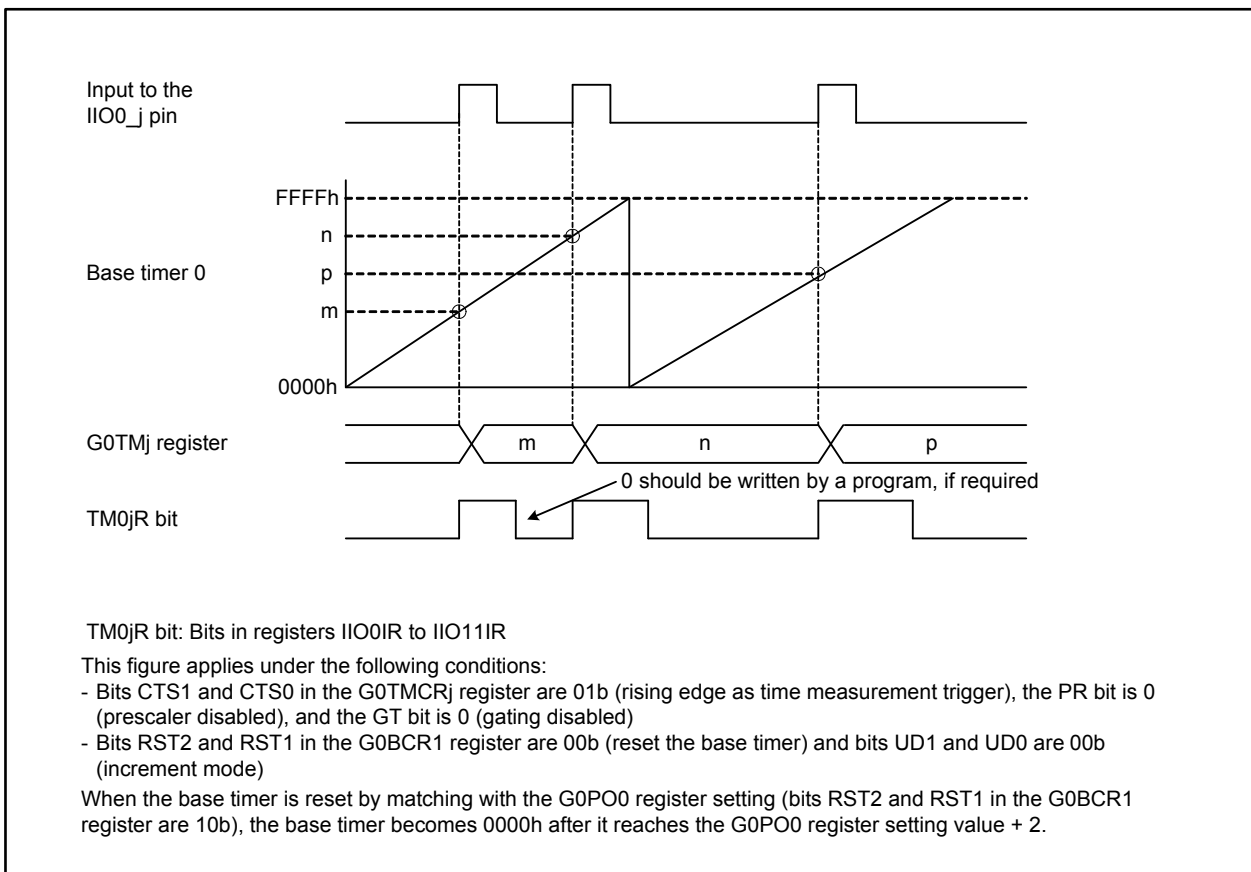 Input to the
IIO0_j pin
FFFFh
n
Base timer 0
p
m
0000h
G0TMj register
m
n
p
0 should be written by a program, if required
TM0jR bit
TM0jR bit: Bits in registers IIO0IR to IIO11IR
This figure applies under the following conditions:
- Bits CTS1 and CTS0 in the G0TMCRj register are 01b (rising edge as time measurement trigger), the PR bit is 0
(prescaler disabled), and the GT bit is 0 (gating disabled)
- Bits RST2 and RST1 in the G0BCR1 register are 00b (reset the base timer) and bits UD1 and UD0 are 00b
(increment mode)
When the base timer is reset by matching with the G0PO0 register setting (bits RST2 and RST1 in the G0BCR1
register are 10b), the base timer becomes 0000h after it reaches the G0PO0 register setting value + 2.